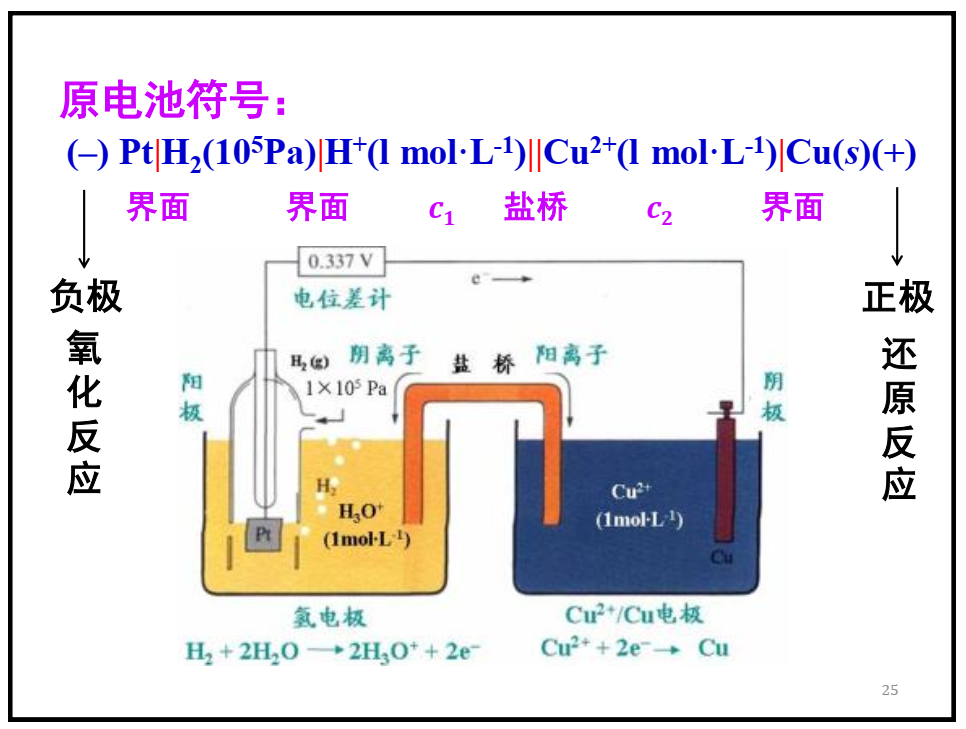 原电池符号：
(–) Pt|H₂(10⁵Pa)|H⁺(l mol·L⁻¹)||Cu²⁺(l mol·L⁻¹)|Cu(s)(+)
界面 界面 c₁ 盐桥 c₂ 界面
负极
氧化反应
正极
还原反应
0.337 V
e⁻
电位差计
H₂(g)
1×10⁵ Pa
阴离子
盐 桥
阳离子
阳极
阴极
H₂
H₃O⁺
(1mol·L⁻¹)
Pt
Cu²⁺
(1mol·L⁻¹)
Cu
氢电极
H₂ + 2H₂O → 2H₃O⁺ + 2e⁻
Cu²⁺/Cu电极
Cu²⁺ + 2e⁻ → Cu
25